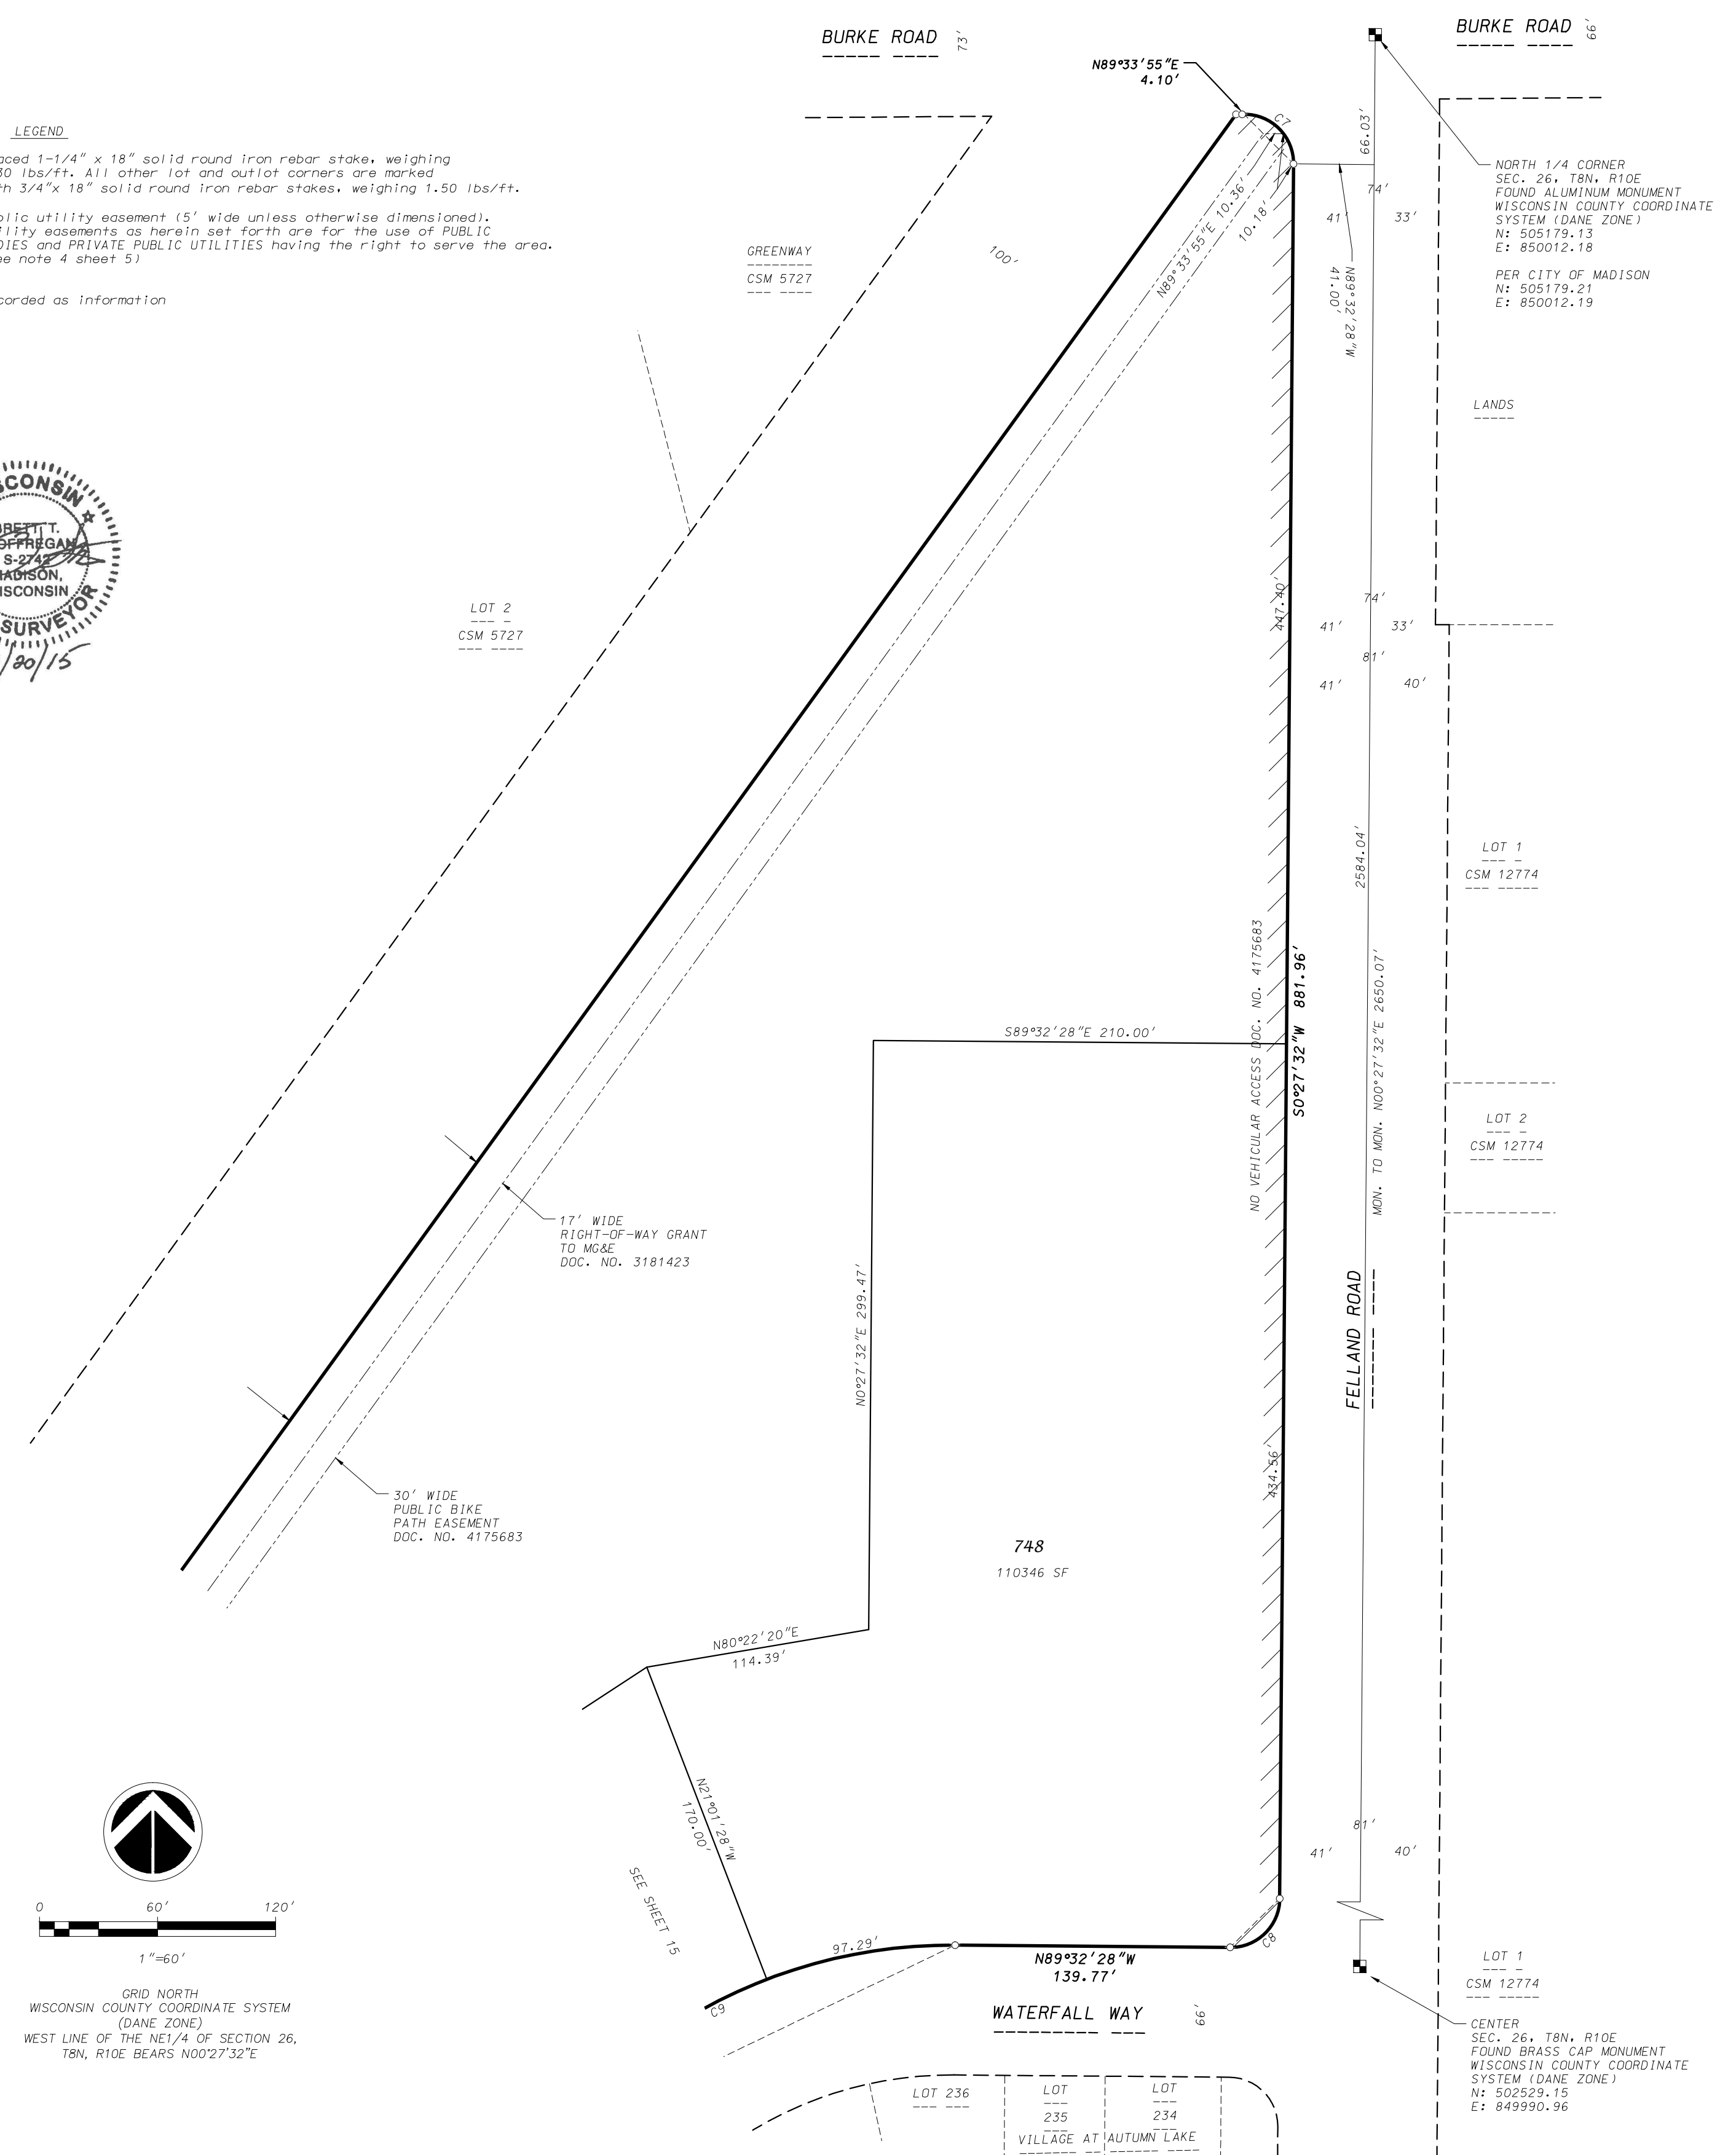 BURKE ROAD
73'
BURKE ROAD
66'
N89°33'55"E
4.10'
C7
66.03'
LEGEND
aced 1-1/4" x 18" solid round iron rebar stake, weighing
30 lbs/ft. All other lot and outlot corners are marked
th 3/4"x 18" solid round iron rebar stakes, weighing 1.50 lbs/ft.
blic utility easement (5' wide unless otherwise dimensioned).
ility easements as herein set forth are for the use of PUBLIC
DIES and PRIVATE PUBLIC UTILITIES having the right to serve the area.
ee note 4 sheet 5)
corded as information
NORTH 1/4 CORNER
SEC. 26, T8N, R10E
FOUND ALUMINUM MONUMENT
WISCONSIN COUNTY COORDINATE
SYSTEM (DANE ZONE)
N: 505179.13
E: 850012.18
PER CITY OF MADISON
N: 505179.21
E: 850012.19
74'
41'
33'
N89°33'55"E 10.36'
10.18'
N89°32'28"W
41.00'
GREENWAY
CSM 5727
100'
LANDS
SCONSIN
BRETT T.
OFFREGAN
S-2742
MADISON,
ISCONSIN
SURVEYOR
/20/15
LOT 2
CSM 5727
447.40'
74'
41'
33'
81'
41'
40'
2584.04'
LOT 1
CSM 12774
NO VEHICULAR ACCESS DOC. NO. 4175683
S0°27'32"W 881.96'
MON. TO MON. N00°27'32"E 2650.07'
S89°32'28"E 210.00'
LOT 2
CSM 12774
17' WIDE
RIGHT-OF-WAY GRANT
TO MG&E
DOC. NO. 3181423
N0°27'32"E 299.47'
FELLAND ROAD
434.56'
30' WIDE
PUBLIC BIKE
PATH EASEMENT
DOC. NO. 4175683
748
110346 SF
N80°22'20"E
114.39'
N21°01'28"W
170.00'
SEE SHEET 15
81'
41'
40'
0 60' 120'
1"=60'
GRID NORTH
WISCONSIN COUNTY COORDINATE SYSTEM
(DANE ZONE)
WEST LINE OF THE NE1/4 OF SECTION 26,
T8N, R10E BEARS N00°27'32"E
97.29'
C9
N89°32'28"W
139.77'
C8
WATERFALL WAY
66'
LOT 1
CSM 12774
CENTER
SEC. 26, T8N, R10E
FOUND BRASS CAP MONUMENT
WISCONSIN COUNTY COORDINATE
SYSTEM (DANE ZONE)
N: 502529.15
E: 849990.96
LOT 236
LOT
235
LOT
234
VILLAGE AT AUTUMN LAKE